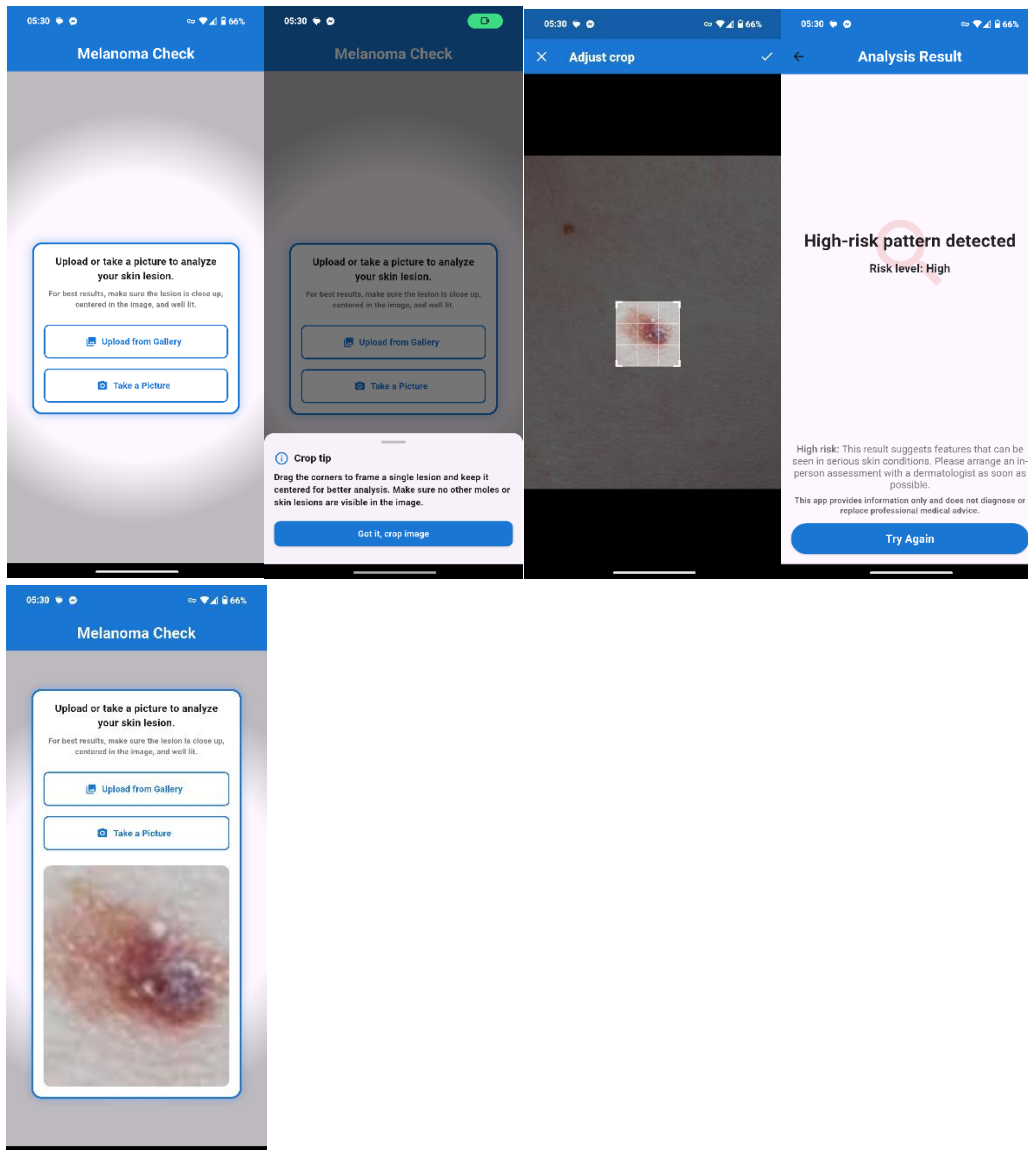 05:30 66%
Melanoma Check
Upload or take a picture to analyze
your skin lesion.
For best results, make sure the lesion is close up,
centered in the image, and well lit.
Upload from Gallery
Take a Picture
05:30
Melanoma Check
Upload or take a picture to analyze
your skin lesion.
For best results, make sure the lesion is close up,
centered in the image, and well lit.
Upload from Gallery
Take a Picture
Crop tip
Drag the corners to frame a single lesion and keep it
centered for better analysis. Make sure no other moles or
skin lesions are visible in the image.
Got it, crop image
05:30 66%
Adjust crop
05:30 66%
Analysis Result
High-risk pattern detected
Risk level: High
High risk: This result suggests features that can be
seen in serious skin conditions. Please arrange an in-
person assessment with a dermatologist as soon as
possible.
This app provides information only and does not diagnose or
replace professional medical advice.
Try Again
05:30 66%
Melanoma Check
Upload or take a picture to analyze
your skin lesion.
For best results, make sure the lesion is close up,
centered in the image, and well lit.
Upload from Gallery
Take a Picture